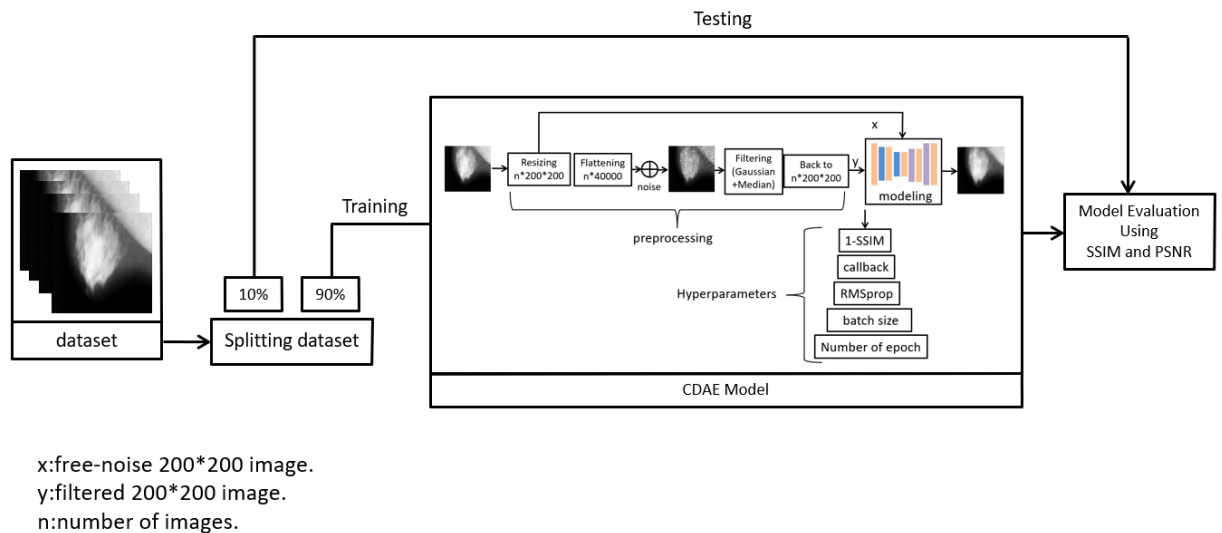 Testing
Training
10%
90%
dataset
Splitting dataset
x
Resizing
n*200*200
Flattening
n*40000
noise
Filtering
(Gaussian
+Median)
Back to
n*200*200
y
modeling
preprocessing
Hyperparameters
1-SSIM
callback
RMSprop
batch size
Number of epoch
CDAE Model
Model Evaluation
Using
SSIM and PSNR
x:free-noise 200*200 image.
y:filtered 200*200 image.
n:number of images.